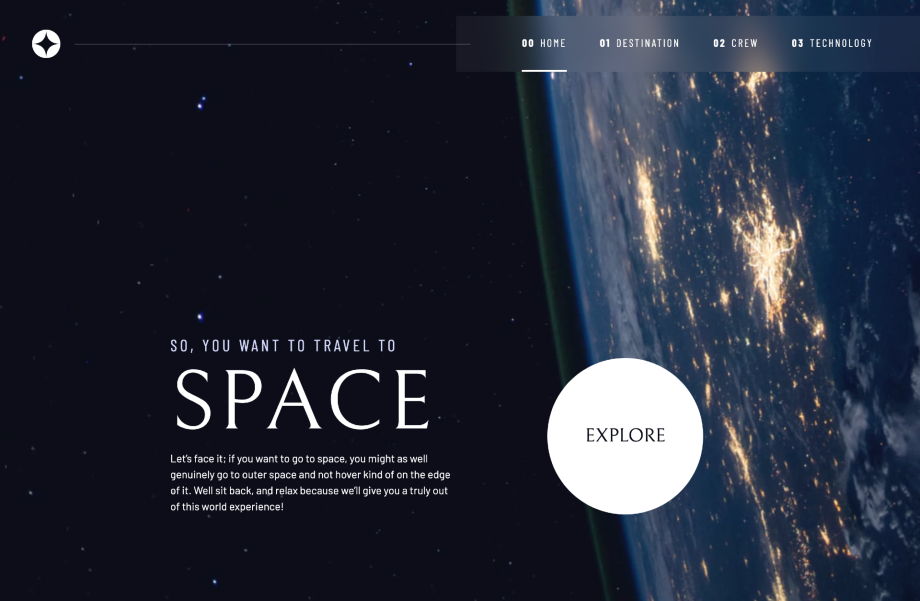 00 HOME 01 DESTINATION 02 CREW 03 TECHNOLOGY
SO, YOU WANT TO TRAVEL TO
SPACE
Let's face it; if you want to go to space, you might as well
genuinely go to outer space and not hover kind of on the edge
of it. Well sit back, and relax because we'll give you a truly out
of this world experience!
EXPLORE